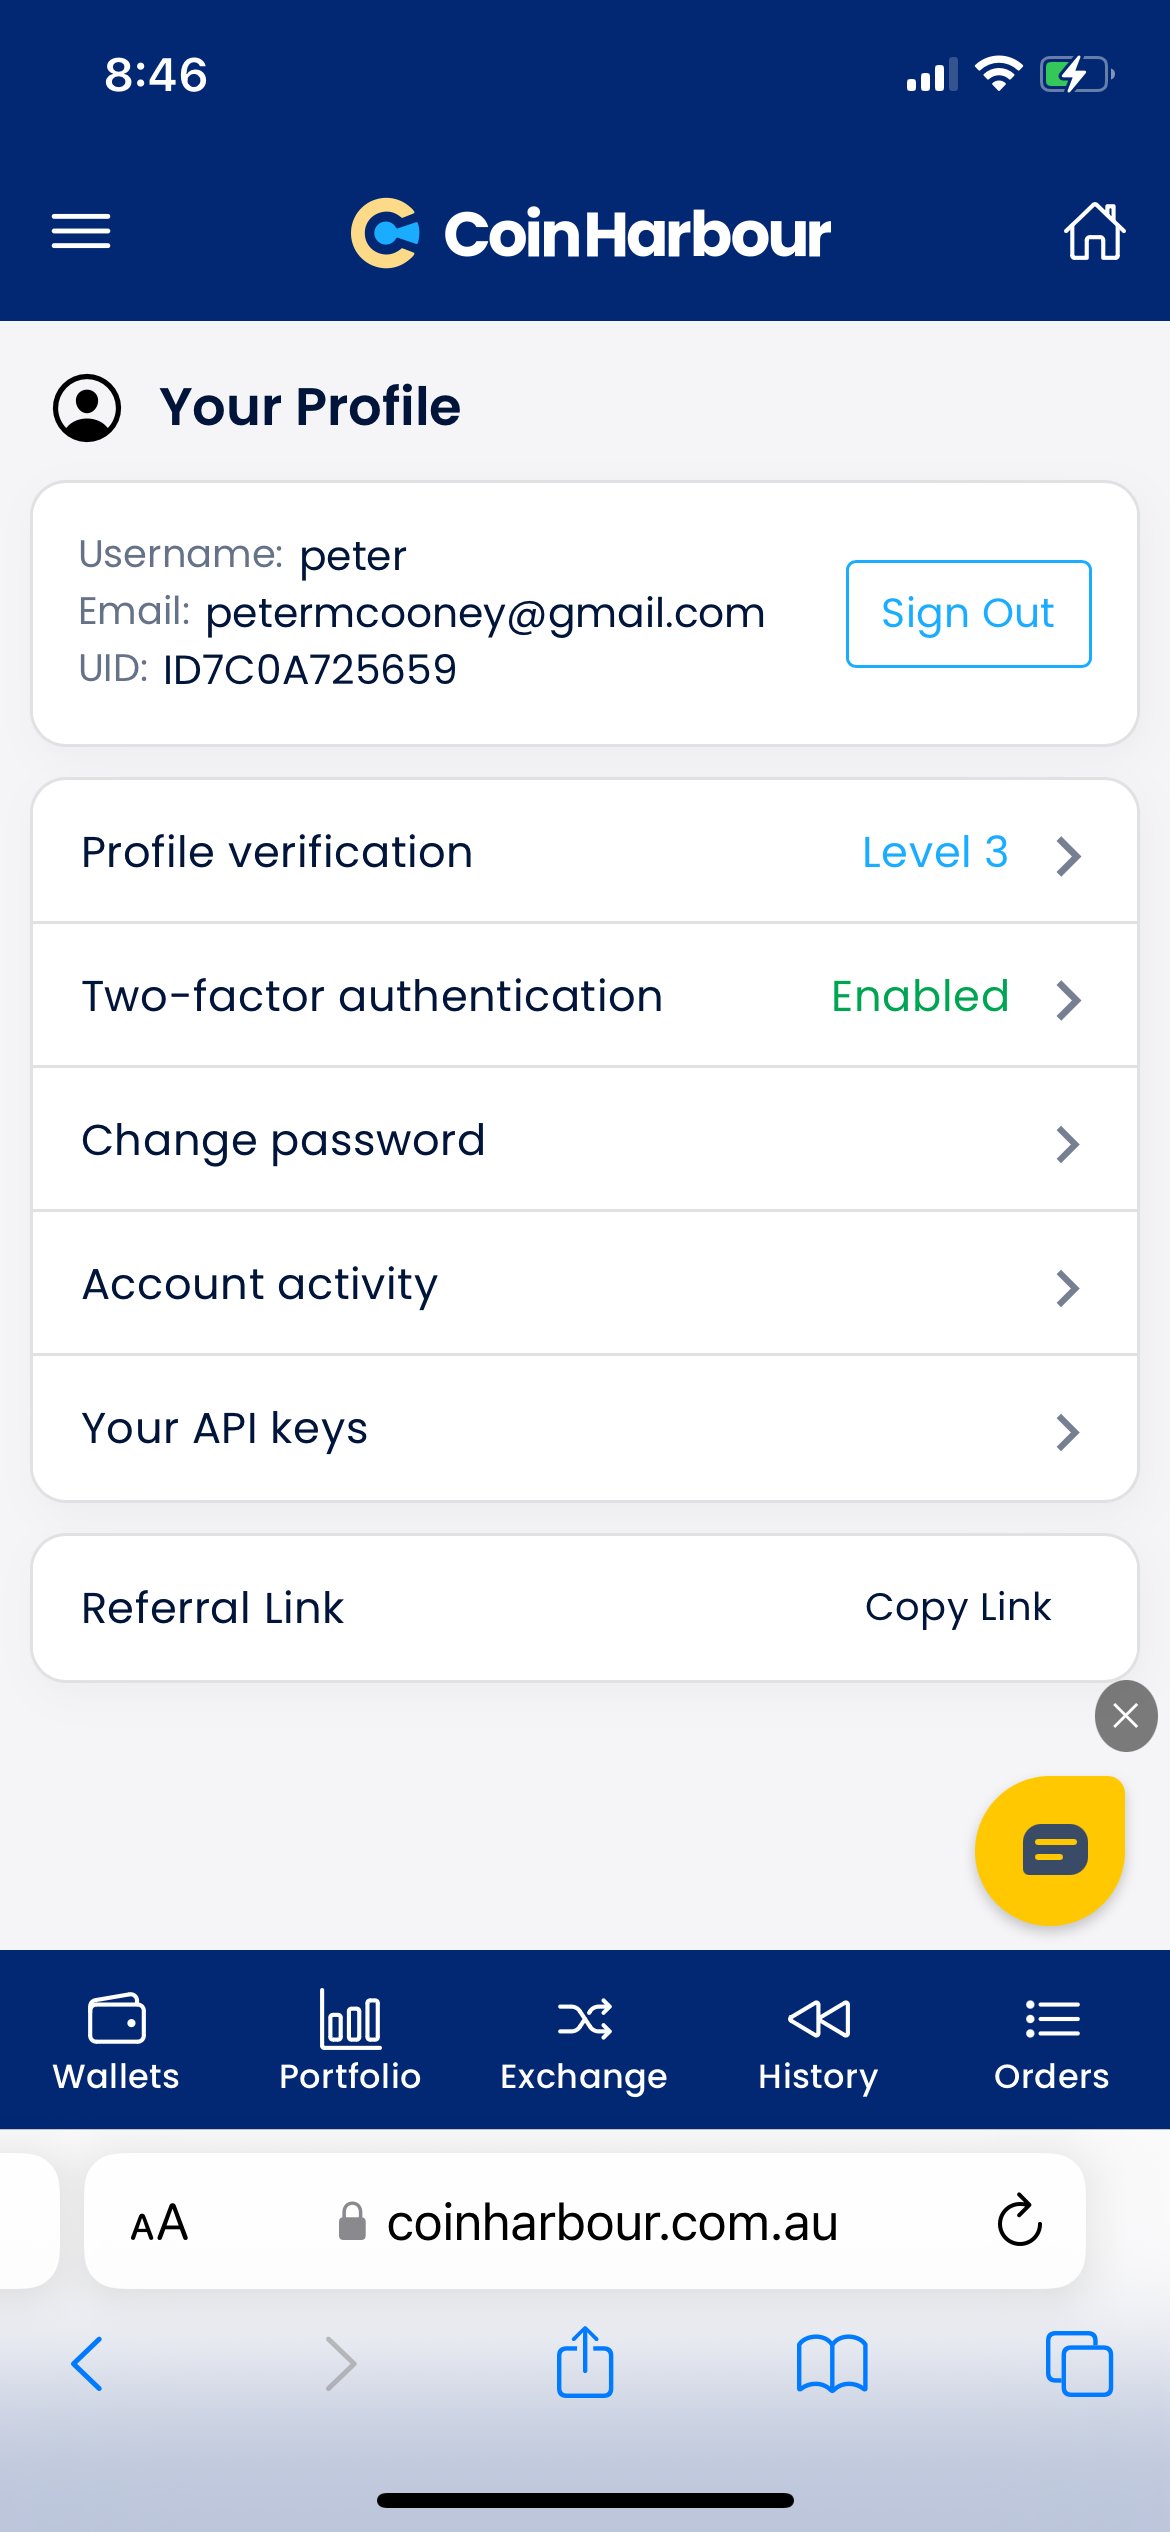 8:46
CoinHarbour
Your Profile
Username: peter
Email: petermcooney@gmail.com
Sign Out
UID: ID7C0A725659
Profile verification Level 3
Two-factor authentication Enabled
Change password
Account activity
Your API keys
Referral Link Copy Link
Wallets Portfolio Exchange History Orders
AA coinharbour.com.au